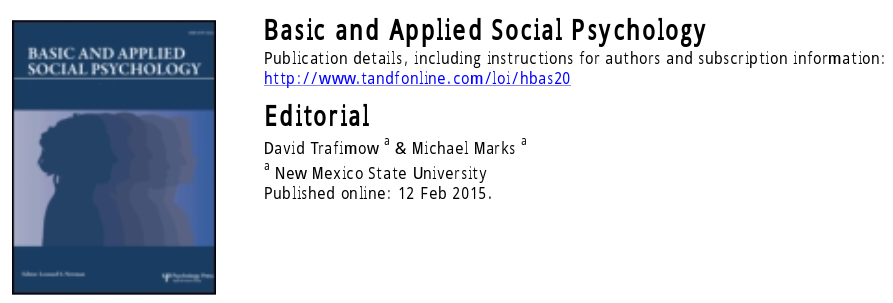 BASIC AND APPLIED
SOCIAL PSYCHOLOGY
Basic and Applied Social Psychology
Publication details, including instructions for authors and subscription information:
http://www.tandfonline.com/loi/hbas20
Editorial
David Trafimow a & Michael Marks a
a New Mexico State University
Published online: 12 Feb 2015.